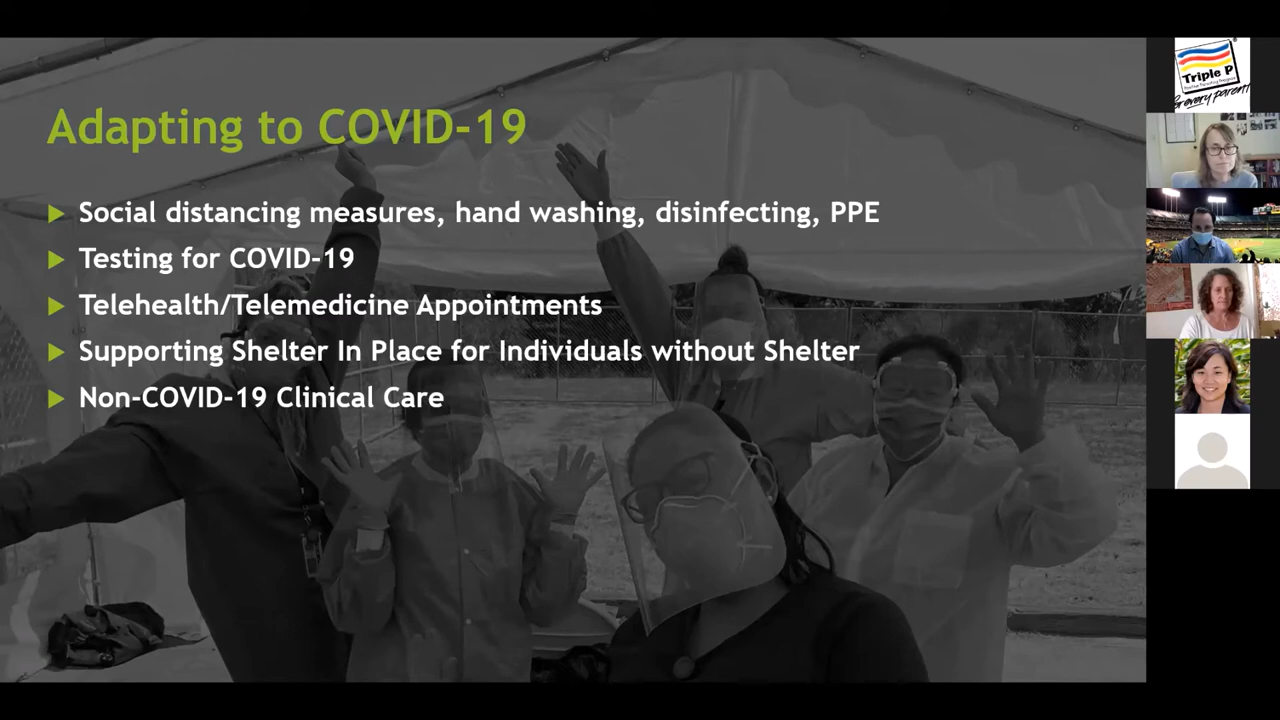 Adapting to COVID-19
Social distancing measures, hand washing, disinfecting, PPE
Testing for COVID-19
Telehealth/Telemedicine Appointments
Supporting Shelter In Place for Individuals without Shelter
Non-COVID-19 Clinical Care
Triple P